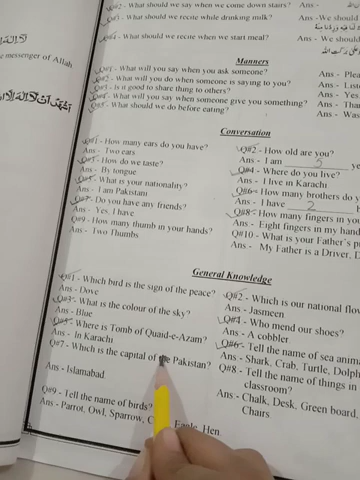 Q#2- What should we say when we come down stairs? Ans -
Q#3 - What should we recite while drinking milk? Ans -We should
Q#4 - What should we recite when we start meal? Ans - We should
messenger of Allah
Manners
Q#1 - What will you say when you ask someone? Ans - Plea
Q#2 - What will you do when someone is saying to you? Ans - Liste
Q#3 - Is it good to share thing to others? Ans - Yes
Q#4 - What will you say when someone give you something? Ans - Than
Q#5 - What should we do before eating? Ans - Was
Conversation
Q#1 - How many ears do you have? Q#2 - How old are you?
Ans - Two ears Ans - I am 5 ye
Q#3 - How do we taste? Q#4 - Where do you live?
By tongue Ans - I live in Karachi
Q#5 - What is your nationality? Q#6 - How many brothers do y
Ans - I am Pakistani Ans - I have 2 b
Q#7 - Do you have any friends? Q#8 - How many fingers in you
Ans - Yes. I have Ans - Eight fingers in my hand
Q#9 - How many thumb in your hands? Q#10 - What is your Father's p
Ans - Two Thumbs Ans - My Father is a Driver, D
General Knowledge
Q#1 - Which bird is the sign of the peace? Q#2 - Which is our national flow
Ans - Dove Ans - Jasmeen
Q#3 - What is the colour of the sky? Q#4 - Who mend our shoes?
Ans - Blue Ans - A cobbler
Q#5 - Where is Tomb of Quaid-e-Azam? Q#6 - Tell the name of sea anima
Ans - In Karachi Ans - Shark, Crab, Turtle, Dolph
Q#7 - Which is the capital of the Pakistan? Q#8 - Tell the name of things in
classroom?
Ans - Islamabad Ans - Chalk, Desk, Green board,
Chairs
Q#9 - Tell the name of birds?
Ans - Parrot, Owl, Sparrow, Eagle, Hen